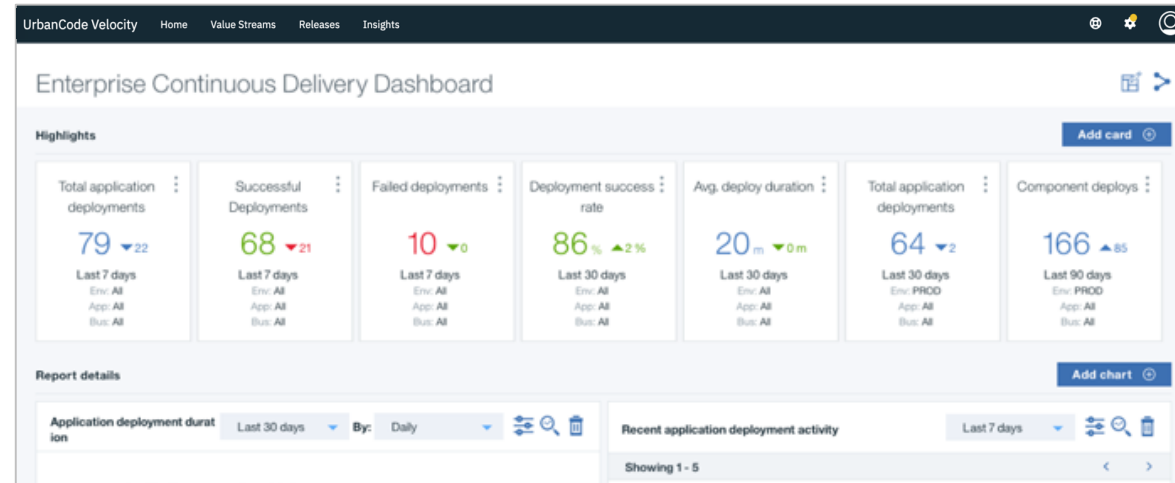 UrbanCode Velocity Home Value Streams Releases Insights
Enterprise Continuous Delivery Dashboard
Highlights
Add card
Total application
deployments
79 22
Last 7 days
Env: All
App: All
Bus: All
Successful
Deployments
68 21
Last 7 days
Env: All
App: All
Bus: All
Failed deployments
10 0
Last 7 days
Env: All
App: All
Bus: All
Deployment success
rate
86 % 2 %
Last 30 days
Env: All
App: All
Bus: All
Avg. deploy duration
20 m 0 m
Last 30 days
Env: All
App: All
Bus: All
Total application
deployments
64 2
Last 30 days
Env: PROD
App: All
Bus: All
Component deploys
166 85
Last 90 days
Env: PROD
App: All
Bus: All
Report details
Add chart
Application deployment durat
ion
Last 30 days By: Daily
Recent application deployment activity Last 7 days
Showing 1 - 5